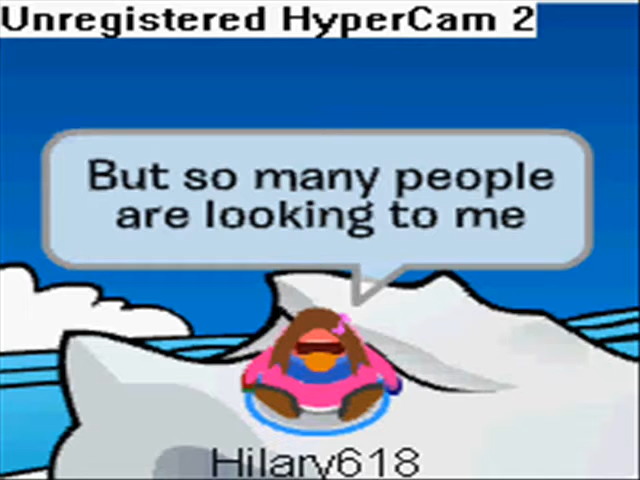 Unregistered HyperCam 2
But so many people
are looking to me
Hilary618